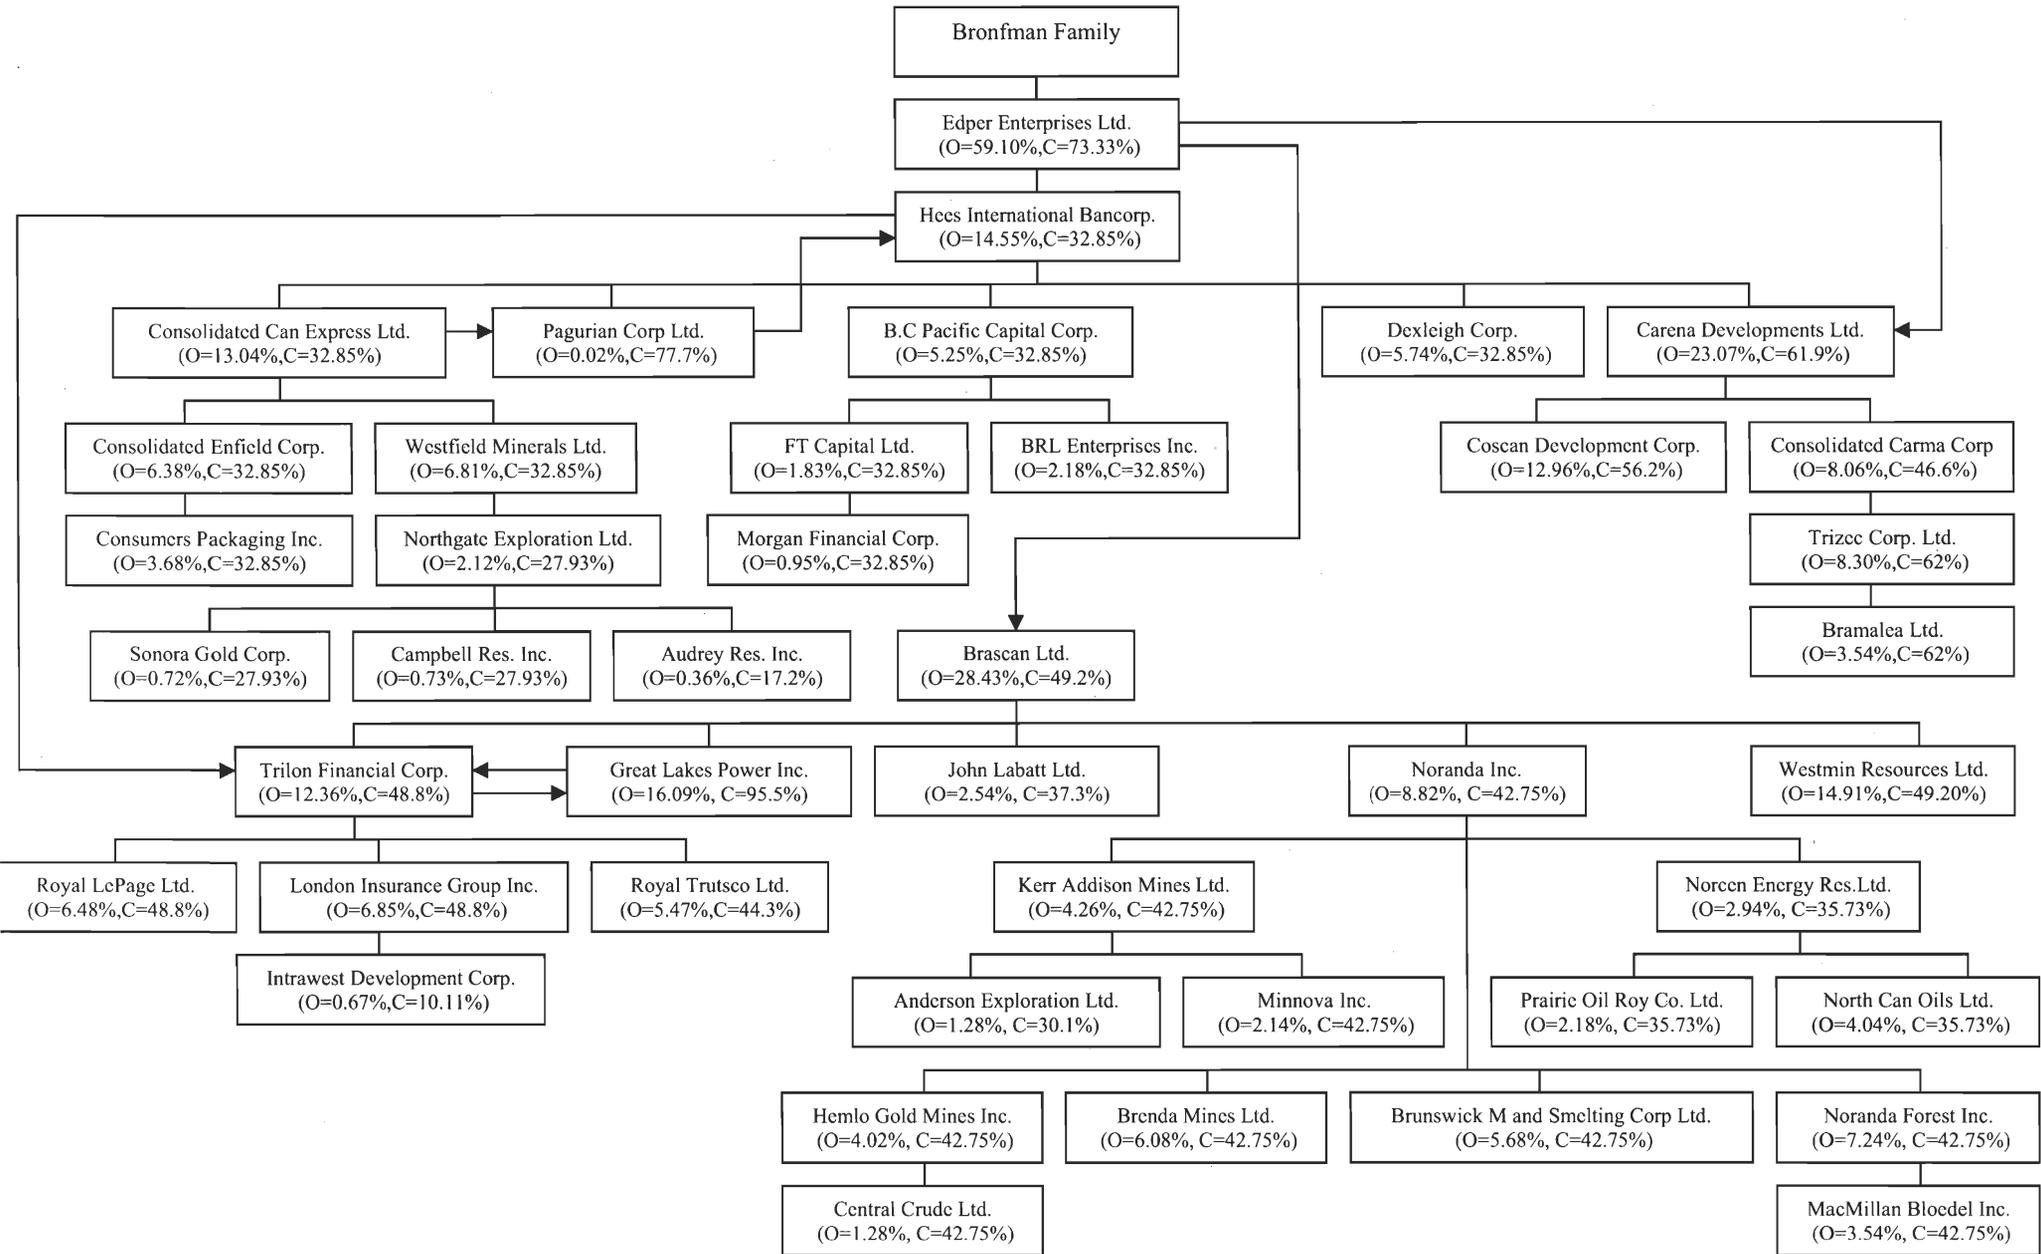 Bronfman Family
Edper Enterprises Ltd.
(O=59.10%,C=73.33%)
Hees International Bancorp.
(O=14.55%,C=32.85%)
Consolidated Can Express Ltd.
(O=13.04%,C=32.85%)
Pagurian Corp Ltd.
(O=0.02%,C=77.7%)
B.C Pacific Capital Corp.
(O=5.25%,C=32.85%)
Dexleigh Corp.
(O=5.74%,C=32.85%)
Carena Developments Ltd.
(O=23.07%,C=61.9%)
Consolidated Enfield Corp.
(O=6.38%,C=32.85%)
Westfield Minerals Ltd.
(O=6.81%,C=32.85%)
FT Capital Ltd.
(O=1.83%,C=32.85%)
BRL Enterprises Inc.
(O=2.18%,C=32.85%)
Coscan Development Corp.
(O=12.96%,C=56.2%)
Consolidated Carma Corp
(O=8.06%,C=46.6%)
Consumers Packaging Inc.
(O=3.68%,C=32.85%)
Northgate Exploration Ltd.
(O=2.12%,C=27.93%)
Morgan Financial Corp.
(O=0.95%,C=32.85%)
Trizec Corp. Ltd.
(O=8.30%,C=62%)
Bramalea Ltd.
(O=3.54%,C=62%)
Sonora Gold Corp.
(O=0.72%,C=27.93%)
Campbell Res. Inc.
(O=0.73%,C=27.93%)
Audrey Res. Inc.
(O=0.36%,C=17.2%)
Brascan Ltd.
(O=28.43%,C=49.2%)
Trilon Financial Corp.
(O=12.36%,C=48.8%)
Great Lakes Power Inc.
(O=16.09%, C=95.5%)
John Labatt Ltd.
(O=2.54%, C=37.3%)
Noranda Inc.
(O=8.82%, C=42.75%)
Westmin Resources Ltd.
(O=14.91%,C=49.20%)
Royal LePage Ltd.
(O=6.48%,C=48.8%)
London Insurance Group Inc.
(O=6.85%,C=48.8%)
Royal Trutsco Ltd.
(O=5.47%,C=44.3%)
Kerr Addison Mines Ltd.
(O=4.26%, C=42.75%)
Norcen Energy Res.Ltd.
(O=2.94%, C=35.73%)
Intrawest Development Corp.
(O=0.67%,C=10.11%)
Anderson Exploration Ltd.
(O=1.28%, C=30.1%)
Minnova Inc.
(O=2.14%, C=42.75%)
Prairie Oil Roy Co. Ltd.
(O=2.18%, C=35.73%)
North Can Oils Ltd.
(O=4.04%, C=35.73%)
Hemlo Gold Mines Inc.
(O=4.02%, C=42.75%)
Brenda Mines Ltd.
(O=6.08%, C=42.75%)
Brunswick M and Smelting Corp Ltd.
(O=5.68%, C=42.75%)
Noranda Forest Inc.
(O=7.24%, C=42.75%)
Central Crude Ltd.
(O=1.28%, C=42.75%)
MacMillan Bloedel Inc.
(O=3.54%, C=42.75%)